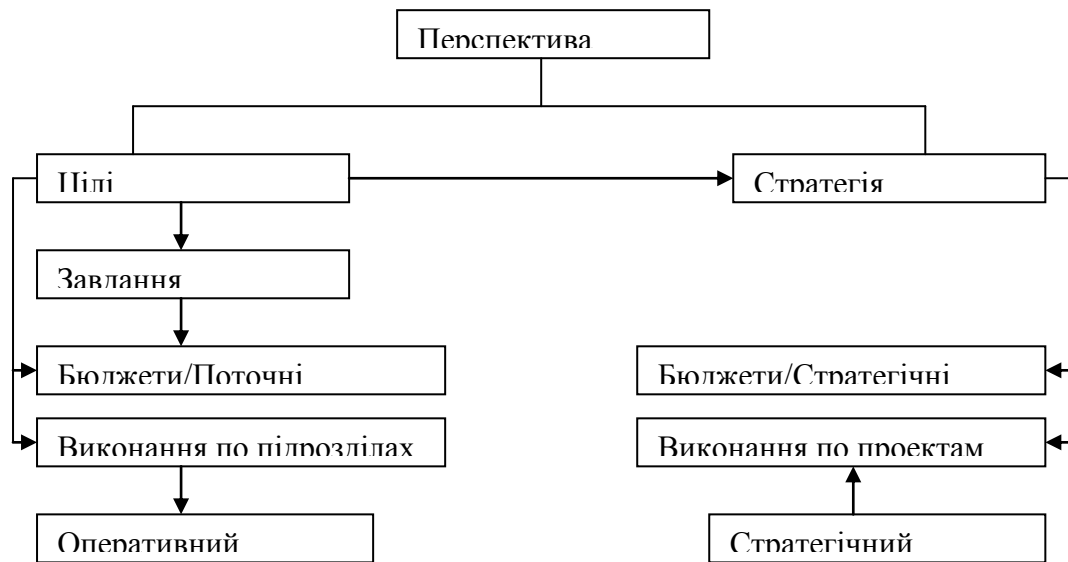 Перспектива
Цілі
Стратегія
Завдання
Бюджети/Поточні
Бюджети/Стратегічні
Виконання по підрозділах
Виконання по проектам
Оперативний
Стратегічний